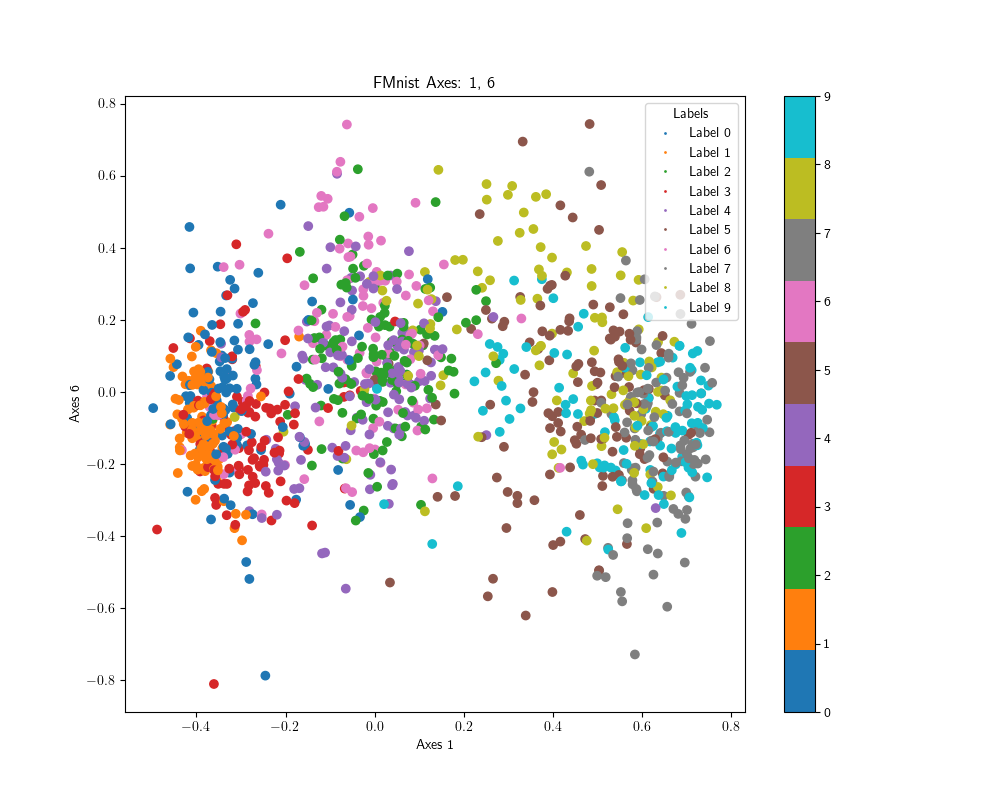 FMnist Axes: 1, 6
Labels
Label 0
Label 1
Label 2
Label 3
Label 4
Label 5
Label 6
Label 7
Label 8
Label 9
0.8
0.6
0.4
0.2
0.0
−0.2
−0.4
−0.6
−0.8
Axes 6
−0.4 −0.2 0.0 0.2 0.4 0.6 0.8
Axes 1
9
8
7
6
5
4
3
2
1
0